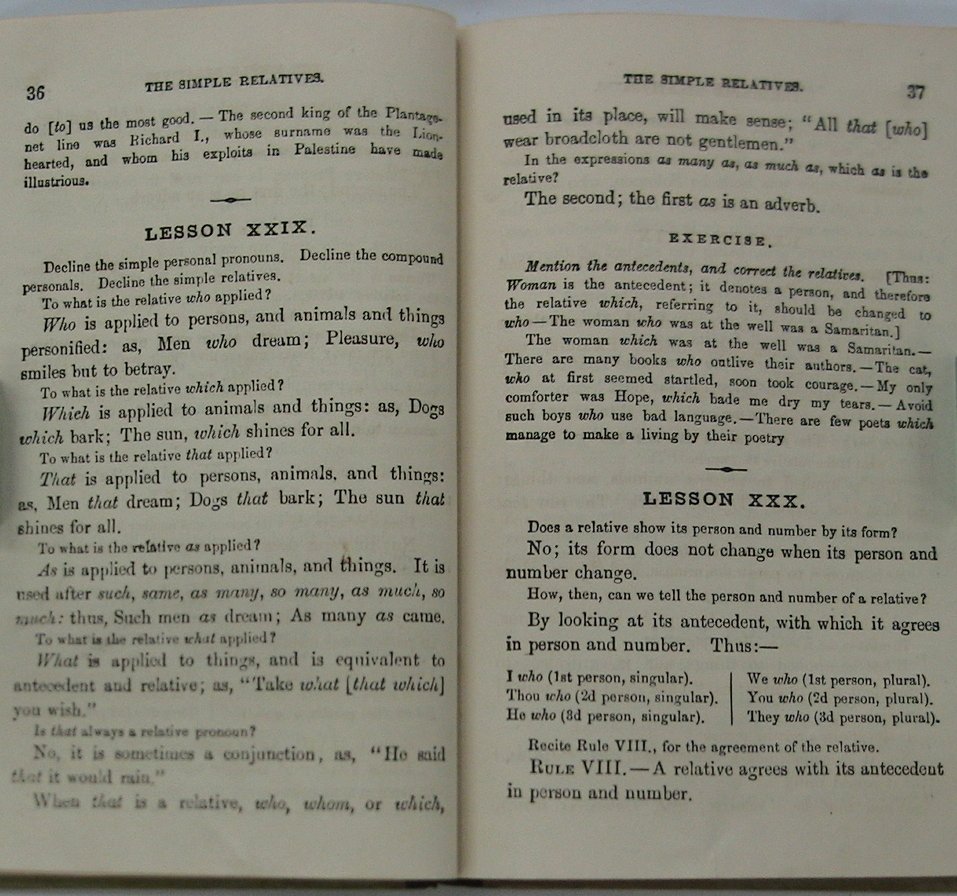 36
THE SIMPLE RELATIVES.
do [to] us the most good. — The second king of the Plantage-
net line was Richard I., whose surname was the Lion-
hearted, and whom his exploits in Palestine have made
illustrious.
LESSON XXIX.
Decline the simple personal pronouns. Decline the compound
personals. Decline the simple relatives.
To what is the relative who applied?
Who is applied to persons, and animals and things
personified: as, Men who dream; Pleasure, who
smiles but to betray.
To what is the relative which applied?
Which is applied to animals and things: as, Dogs
which bark; The sun, which shines for all.
To what is the relative that applied?
That is applied to persons, animals, and things:
as, Men that dream; Dogs that bark; The sun that
shines for all.
To what is the relative as applied?
As is applied to persons, animals, and things. It is
used after such, same, as many, so many, as much, so
much: thus, Such men as dream; As many as came.
To what is the relative what applied?
What is applied to things, and is equivalent to
antecedent and relative; as, "Take what [that which]
you wish."
Is that always a relative pronoun?
No, it is sometimes a conjunction, as, "He said
that it would rain."
When that is a relative, who, whom, or which,
THE SIMPLE RELATIVES.
37
used in its place, will make sense; "All that [who]
wear broadcloth are not gentlemen."
In the expressions as many as, as much as, which as is the
relative?
The second; the first as is an adverb.
EXERCISE.
Mention the antecedents, and correct the relatives. [Thus:
Woman is the antecedent; it denotes a person, and therefore
the relative which, referring to it, should be changed to
who — The woman who was at the well was a Samaritan.]
The woman which was at the well was a Samaritan. —
There are many books who outlive their authors. — The cat,
who at first seemed startled, soon took courage. — My only
comforter was Hope, which bade me dry my tears. — Avoid
such boys who use bad language. — There are few poets which
manage to make a living by their poetry
LESSON XXX.
Does a relative show its person and number by its form?
No; its form does not change when its person and
number change.
How, then, can we tell the person and number of a relative?
By looking at its antecedent, with which it agrees
in person and number. Thus:—
I who (1st person, singular).
Thou who (2d person, singular).
He who (3d person, singular).
We who (1st person, plural).
You who (2d person, plural).
They who (3d person, plural).
Recite Rule VIII., for the agreement of the relative.
RULE VIII. — A relative agrees with its antecedent
in person and number.